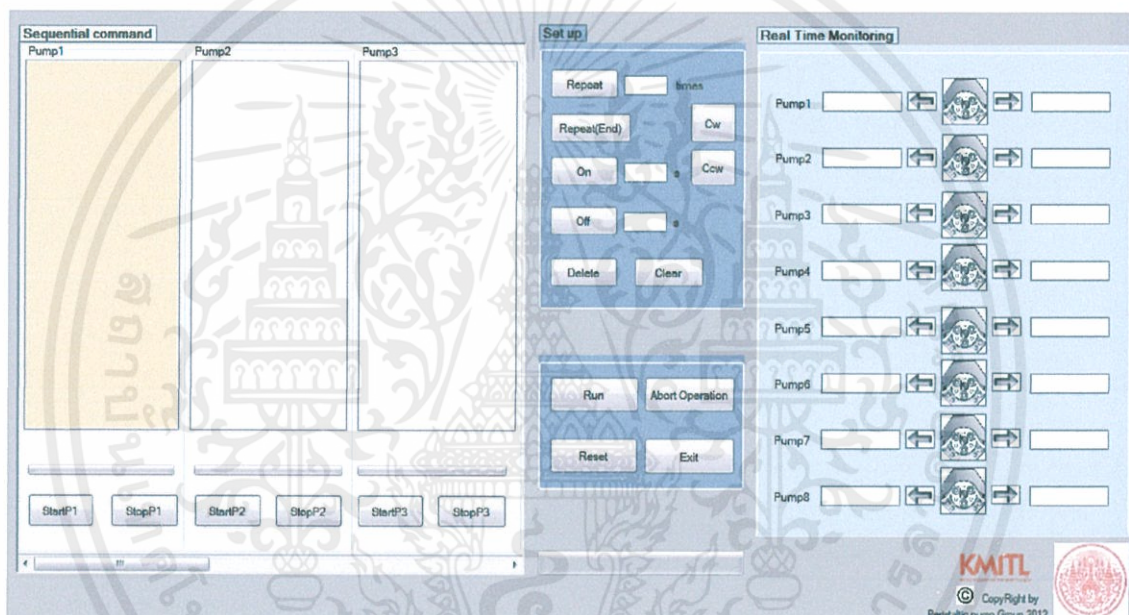 Sequential command
Pump1 Pump2 Pump3
StartP1 StopP1 StartP2 StopP2 StartP3 StopP3
Set up
Repeat times
Repeat(End) Cw
On s Ccw
Off s
Delete Clear
Run Abort Operation
Reset Exit
Real Time Monitoring
Pump1
Pump2
Pump3
Pump4
Pump5
Pump6
Pump7
Pump8
KMITL
© CopyRight by
Group 2012